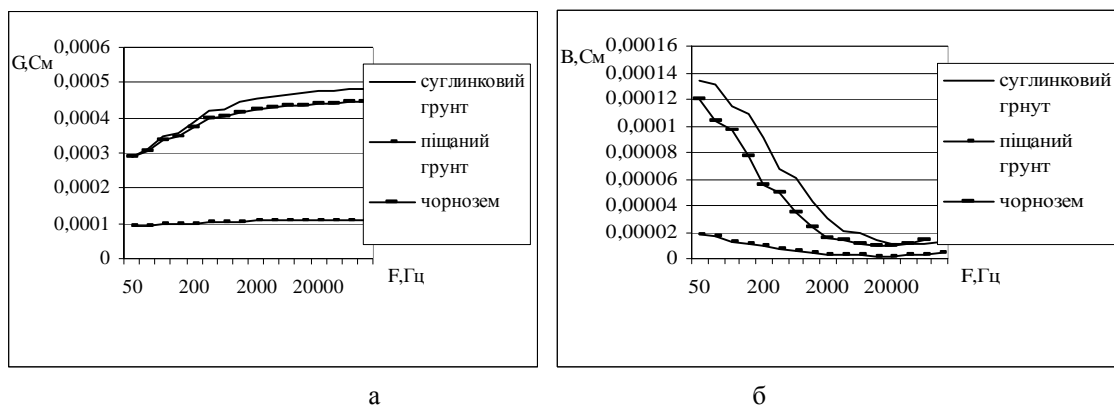 0,0006
G,См
0,0005
0,0004
0,0003
0,0002
0,0001
0
50 200 2000 20000
F,Гц
суглинковий
грунт
піщаний
грунт
чорнозем
а
0,00016
В,См
0,00014
0,00012
0,0001
0,00008
0,00006
0,00004
0,00002
0
50 200 2000 20000
F,Гц
суглинковий
грнут
піщаний
грунт
чорнозем
б